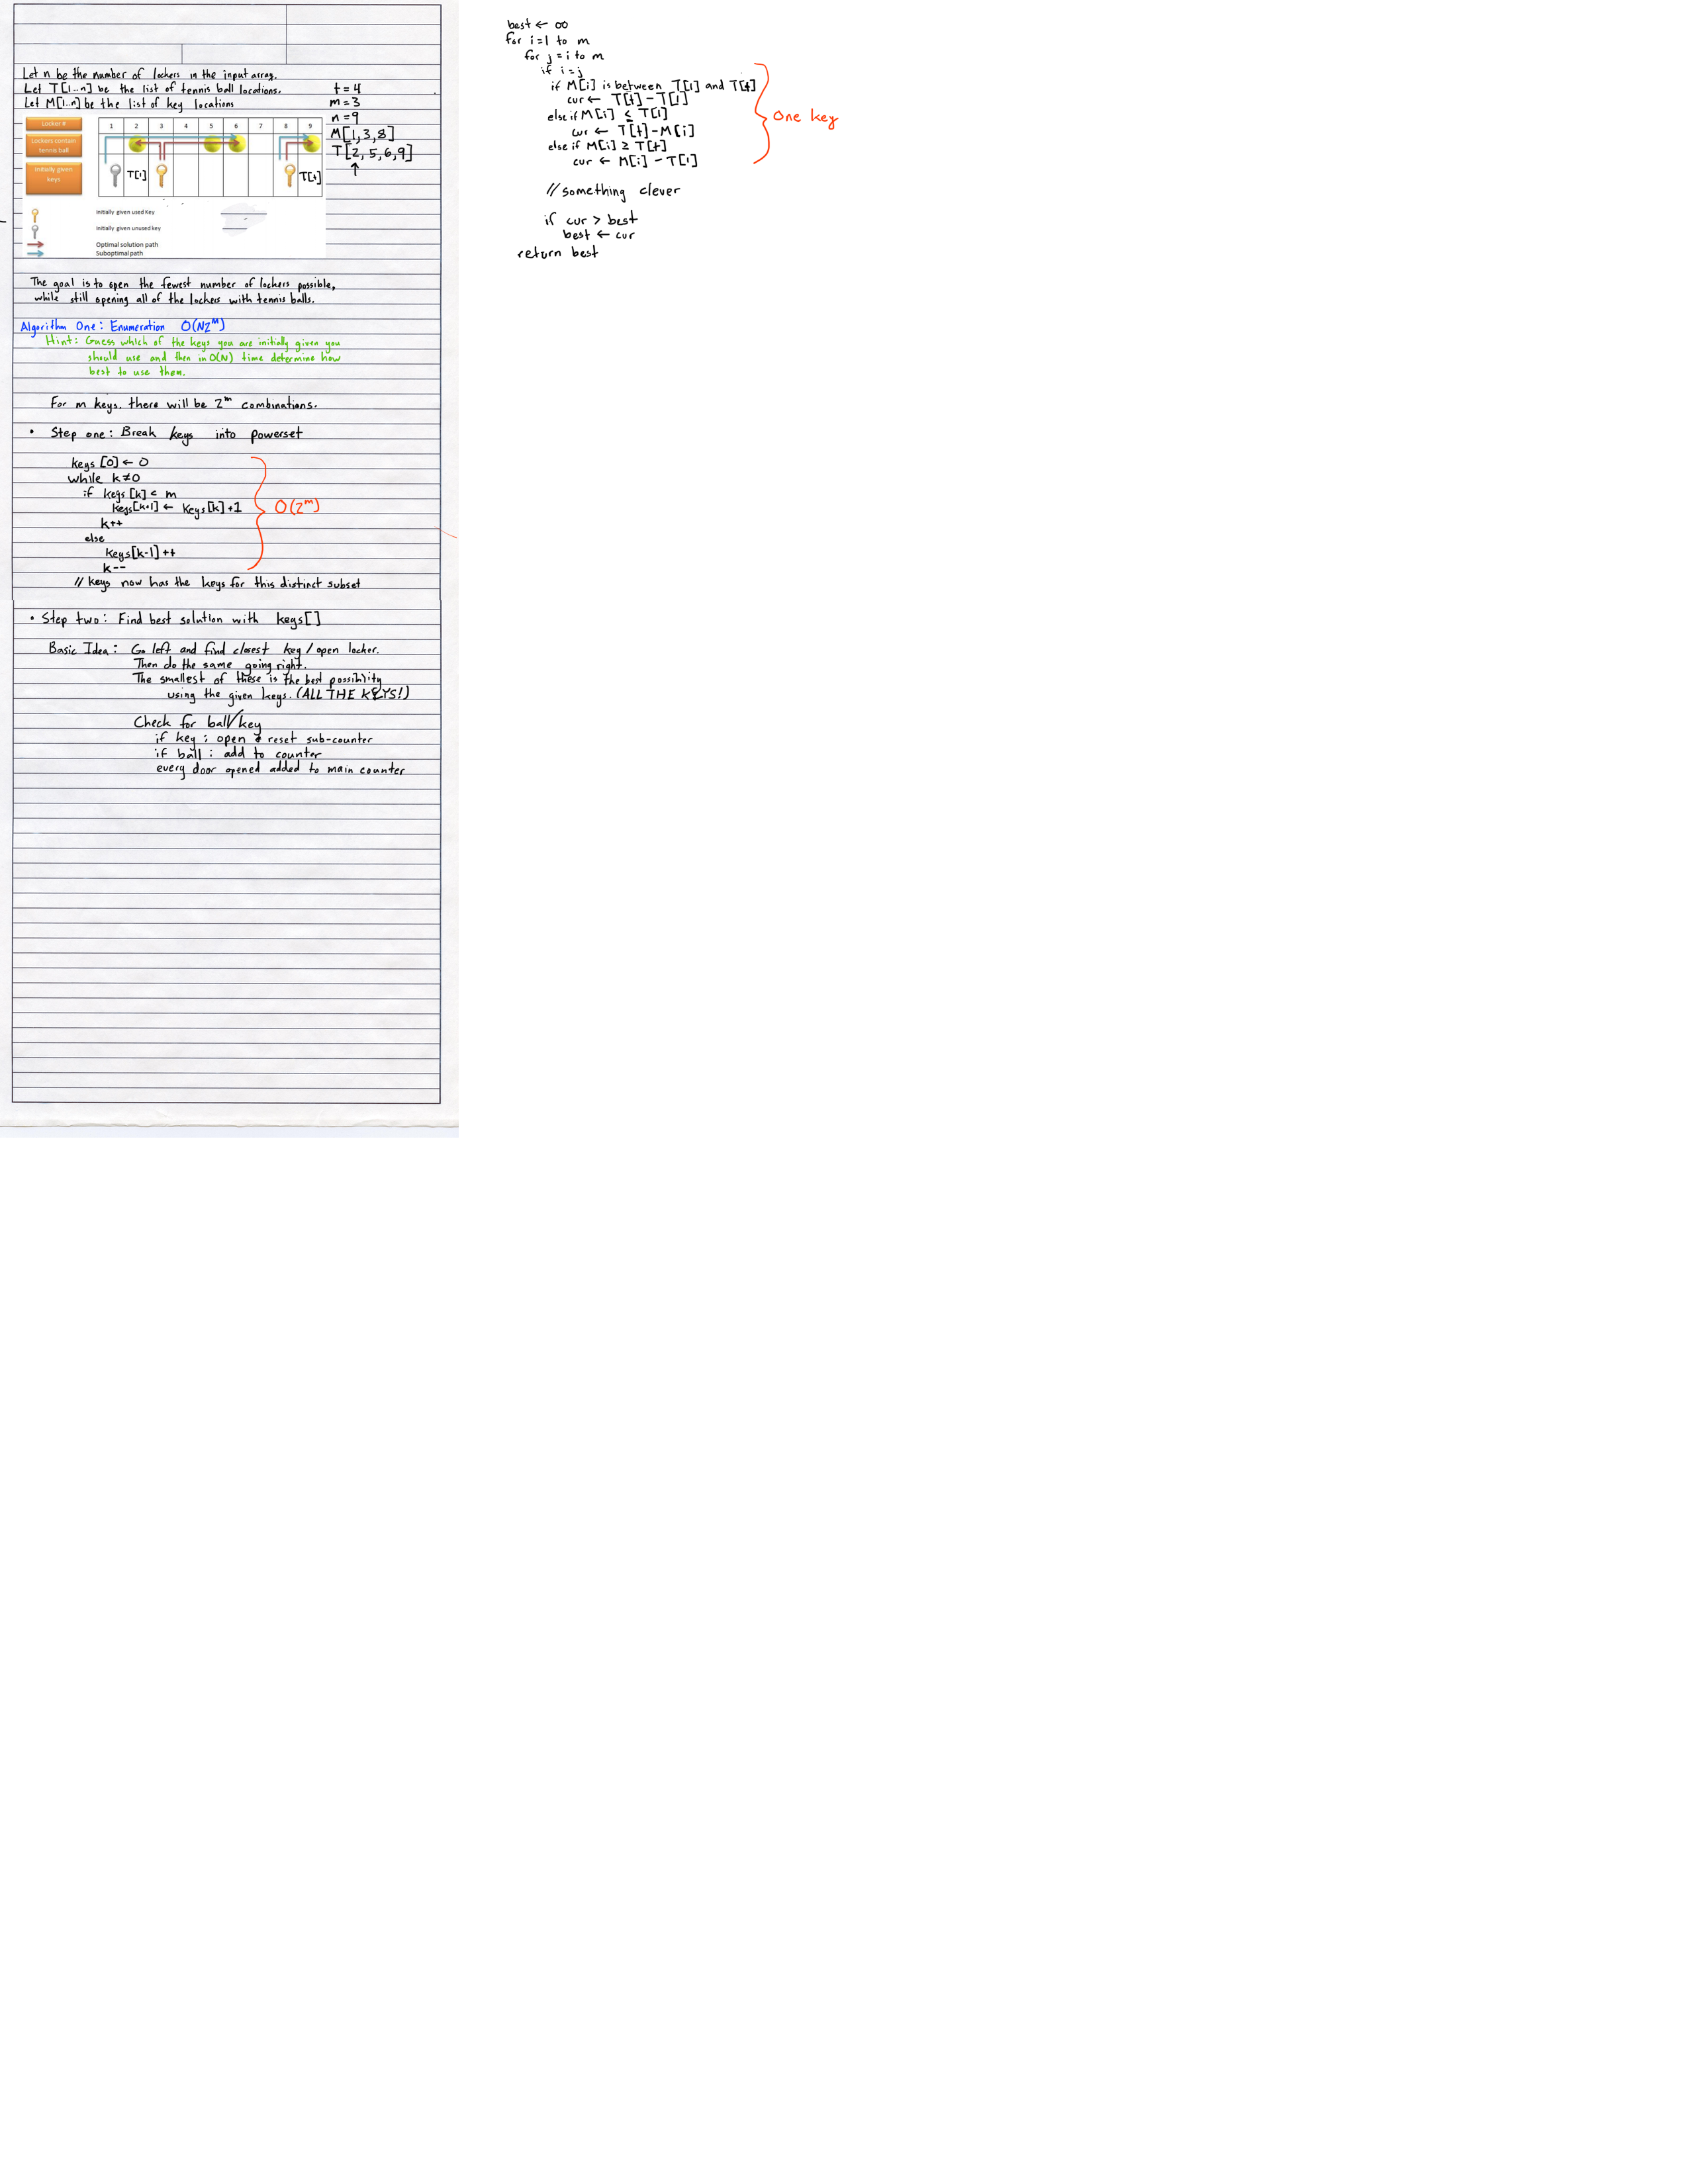 Let n be the number of lockers in the input array.
Let T[1...n] be the list of tennis ball locations.
t = 4
Let M[1..n] be the list of key locations
m = 3
n = 9
M[1,3,8]
T[2,5,6,9]
↑
Locker #
1 2 3 4 5 6 7 8 9
Lockers contain
tennis ball
Initially given
keys
T[1]
T[t]
Initially given used Key
Initially given unused key
Optimal solution path
Suboptimal path
The goal is to open the fewest number of lockers possible,
while still opening all of the lockers with tennis balls.
Algorithm One: Enumeration O(N2^m)
Hint: Guess which of the keys you are initially given you
should use and then in O(N) time determine how
best to use them.
For m keys. there will be 2^m combinations.
• Step one: Break keys into powerset
keys [0] ← 0
while k≠0
if keys[k] < m
keys[k+1] ← keys[k]+1
k++
else
keys[k-1]++
k--
O(2^m)
// keys now has the keys for this distinct subset
• Step two: Find best solution with keys[]
Basic Idea: Go left and find closest key / open locker.
Then do the same going right.
The smallest of these is the best possibility
using the given keys. (ALL THE KEYS!)
Check for ball/key
if key: open & reset sub-counter
if ball: add to counter
every door opened added to main counter
best ← ∞
for i=1 to m
for j=i to m
if i=j
if M[i] is between T[1] and T[t]
cur ← T[t]-T[1]
else if M[i] ≤ T[1]
cur ← T[t]-M[i]
else if M[i] ≥ T[t]
cur ← M[i]-T[1]
One key
// something clever
if cur > best
best ← cur
return best